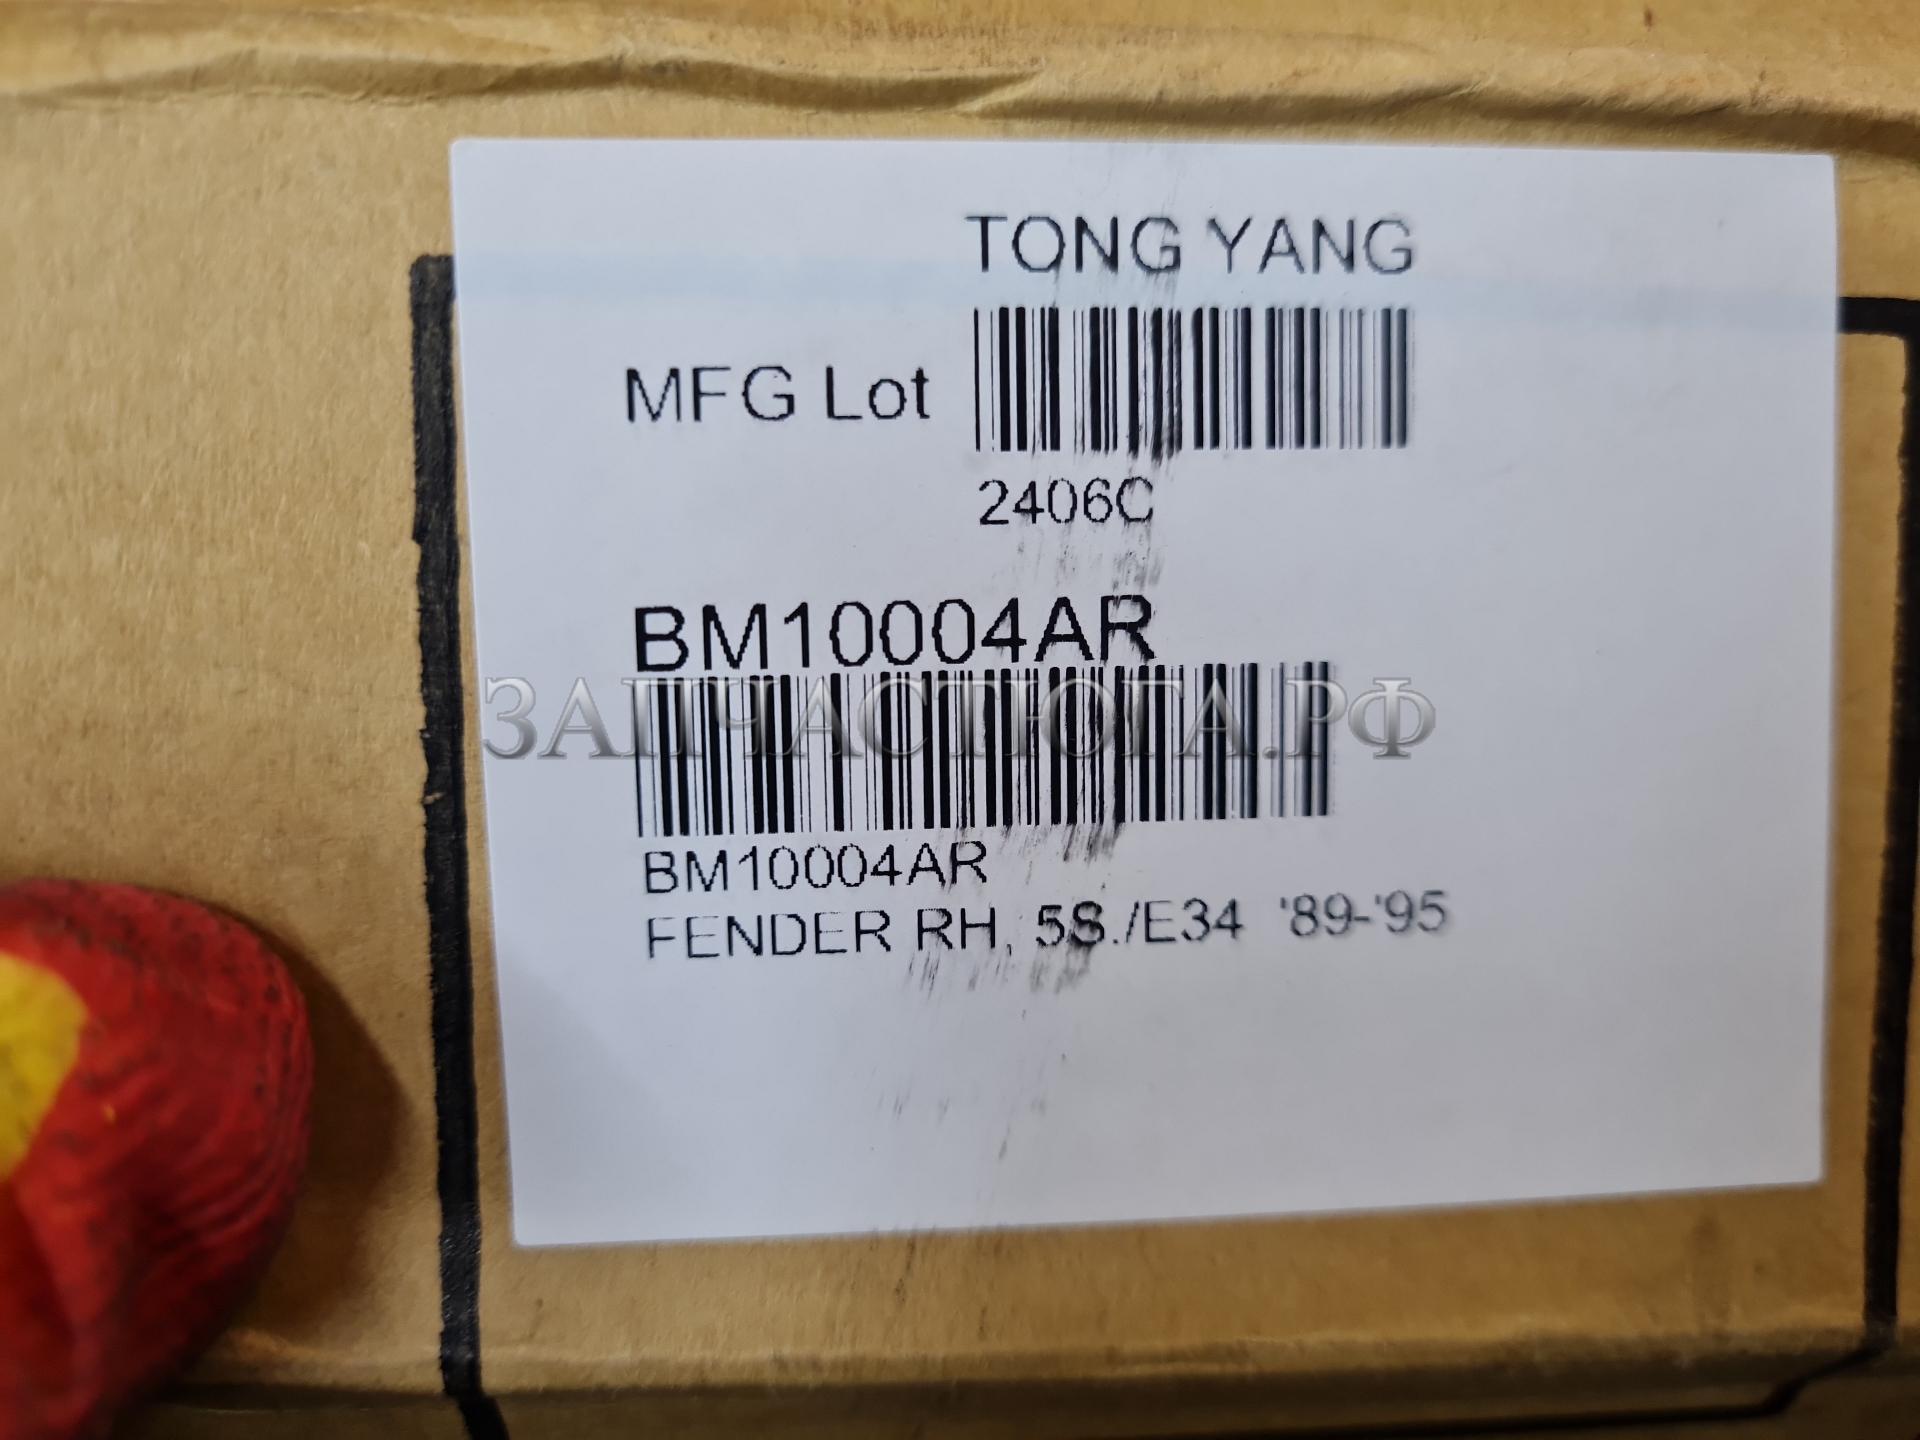 TONG YANG
MFG Lot
2406C
BM10004AR
ЗАПЧАСТЮГА.РФ
BM10004AR
FENDER RH, 5S./E34 '89-'95